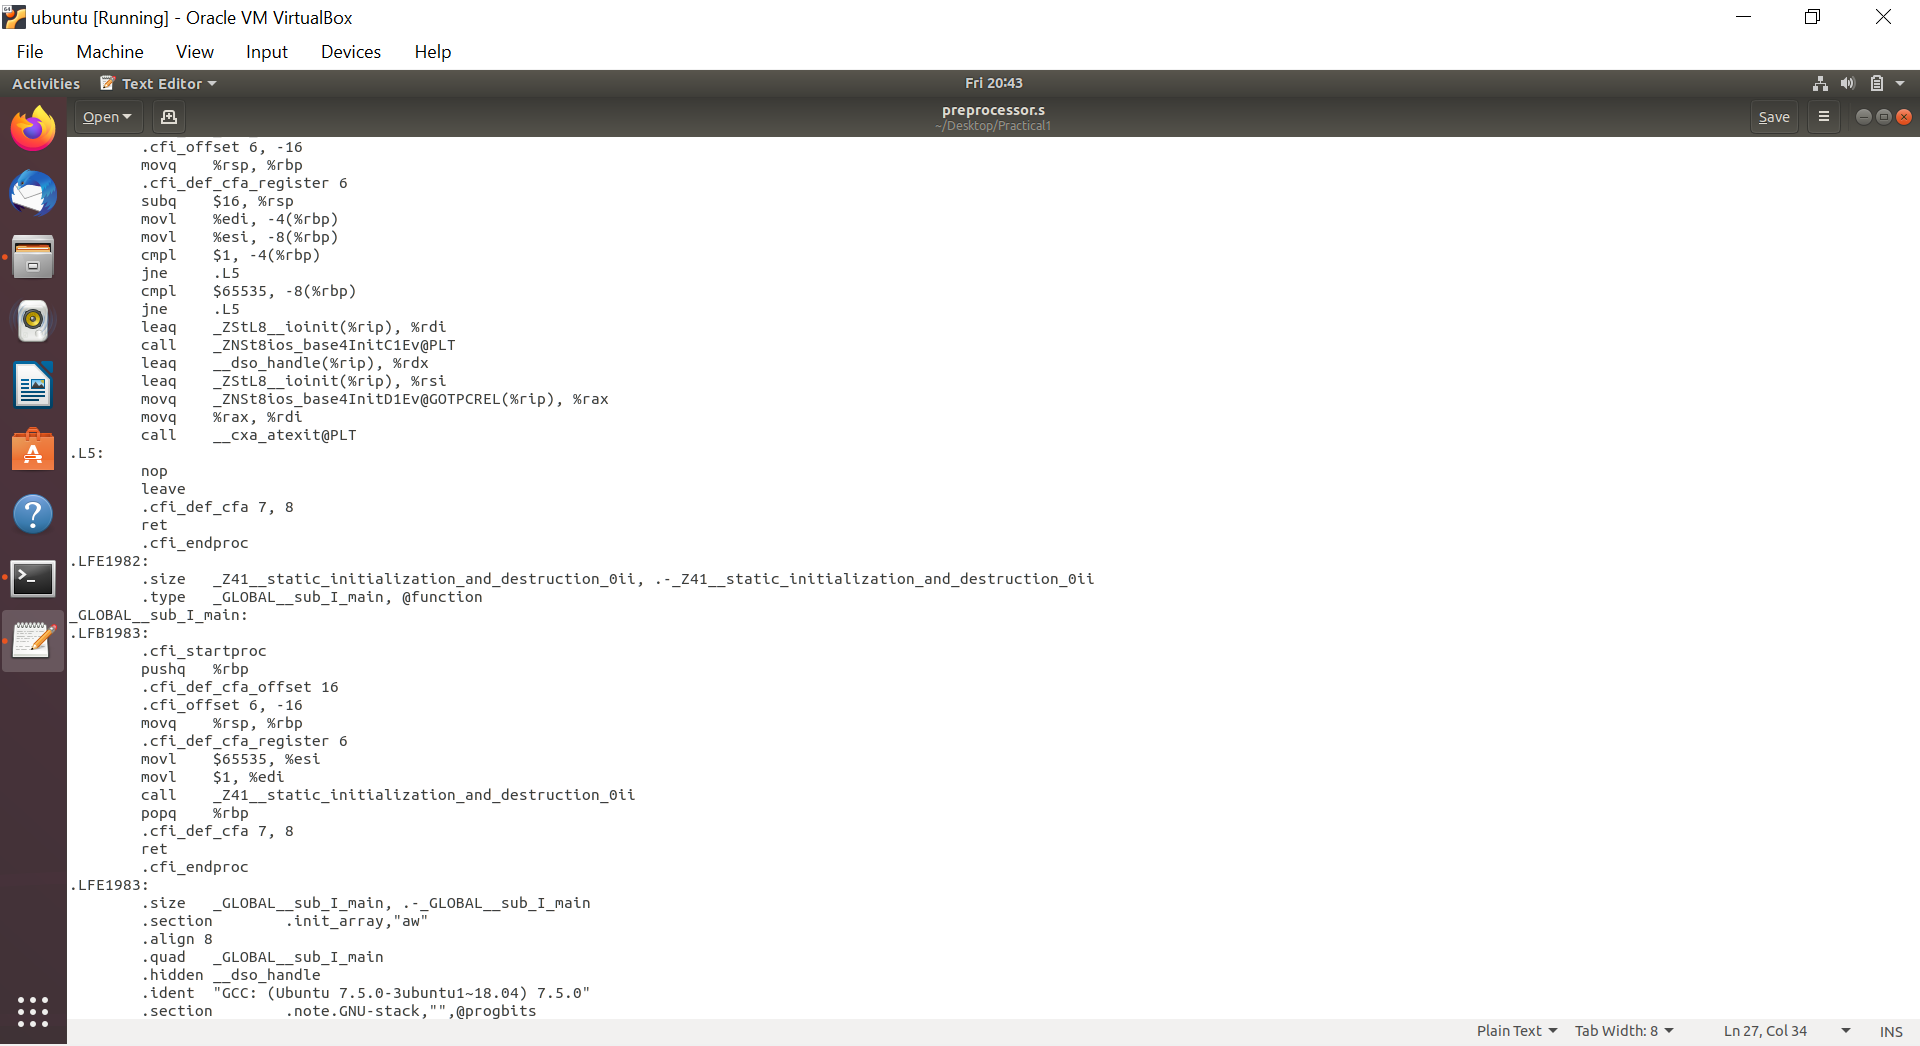 ubuntu [Running] - Oracle VM VirtualBox
File Machine View Input Devices Help
Activities Text Editor Fri 20:43
Open preprocessor.s Save
~/Desktop/Practical1
.cfi_offset 6, -16
movq %rsp, %rbp
.cfi_def_cfa_register 6
subq $16, %rsp
movl %edi, -4(%rbp)
movl %esi, -8(%rbp)
cmpl $1, -4(%rbp)
jne .L5
cmpl $65535, -8(%rbp)
jne .L5
leaq _ZStL8__ioinit(%rip), %rdi
call _ZNSt8ios_base4InitC1Ev@PLT
leaq __dso_handle(%rip), %rdx
leaq _ZStL8__ioinit(%rip), %rsi
movq _ZNSt8ios_base4InitD1Ev@GOTPCREL(%rip), %rax
movq %rax, %rdi
call __cxa_atexit@PLT
.L5:
nop
leave
.cfi_def_cfa 7, 8
ret
.cfi_endproc
.LFE1982:
.size _Z41__static_initialization_and_destruction_0ii, .-_Z41__static_initialization_and_destruction_0ii
.type _GLOBAL__sub_I_main, @function
_GLOBAL__sub_I_main:
.LFB1983:
.cfi_startproc
pushq %rbp
.cfi_def_cfa_offset 16
.cfi_offset 6, -16
movq %rsp, %rbp
.cfi_def_cfa_register 6
movl $65535, %esi
movl $1, %edi
call _Z41__static_initialization_and_destruction_0ii
popq %rbp
.cfi_def_cfa 7, 8
ret
.cfi_endproc
.LFE1983:
.size _GLOBAL__sub_I_main, .-_GLOBAL__sub_I_main
.section .init_array,"aw"
.align 8
.quad _GLOBAL__sub_I_main
.hidden __dso_handle
.ident "GCC: (Ubuntu 7.5.0-3ubuntu1~18.04) 7.5.0"
.section .note.GNU-stack,"",@progbits
Plain Text Tab Width: 8 Ln 27, Col 34 INS